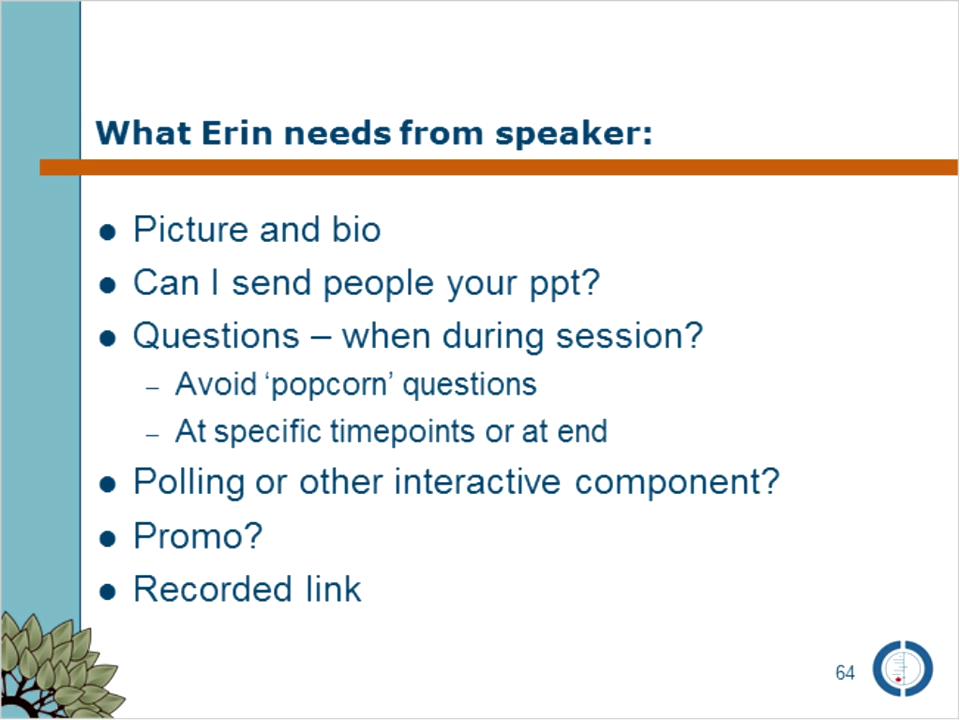 What Erin needs from speaker:
● Picture and bio
● Can I send people your ppt?
● Questions – when during session?
– Avoid ‘popcorn’ questions
– At specific timepoints or at end
● Polling or other interactive component?
● Promo?
● Recorded link
64